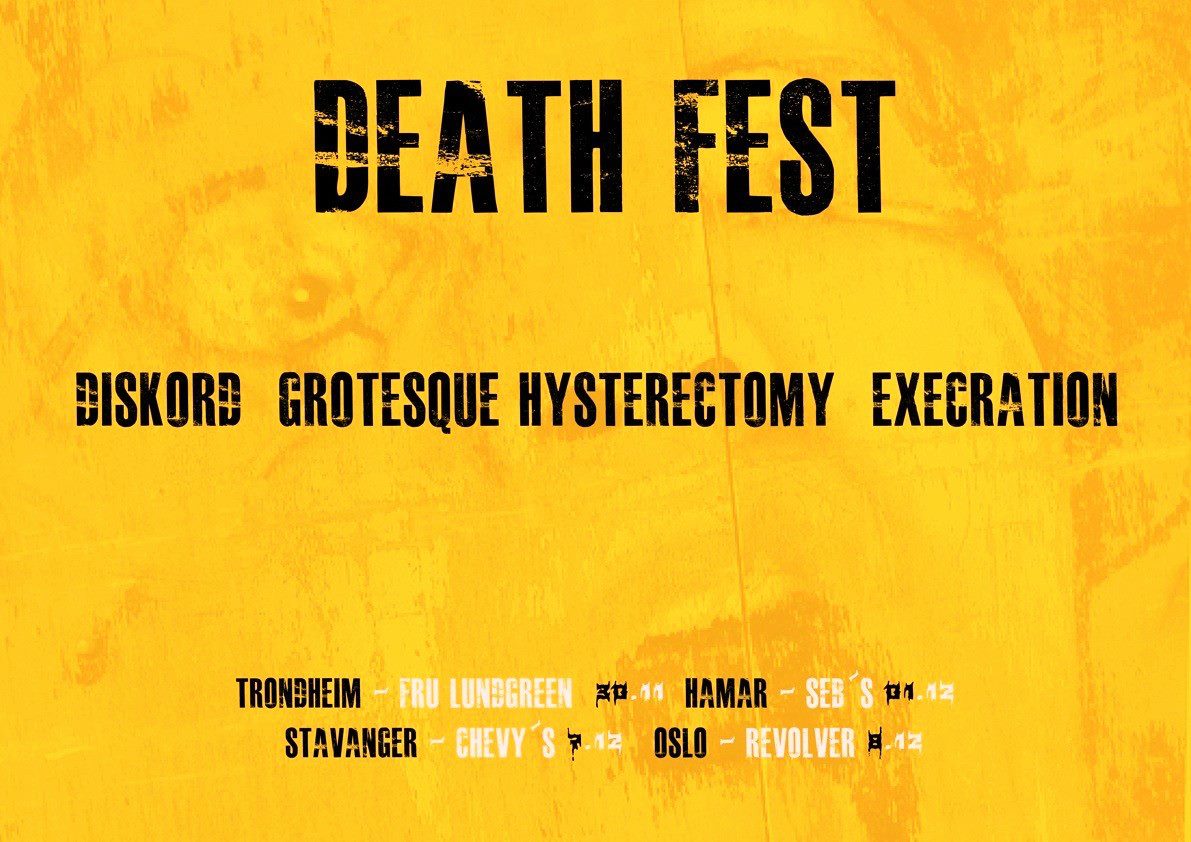 DEATH FEST
DISKORD GROTESQUE HYSTERECTOMY EXECRATION
TRONDHEIM - FRU LUNDGREEN 30.11 HAMAR - SEB´S 01.12
STAVANGER - CHEVY´S 7.12 OSLO - REVOLVER 8.12